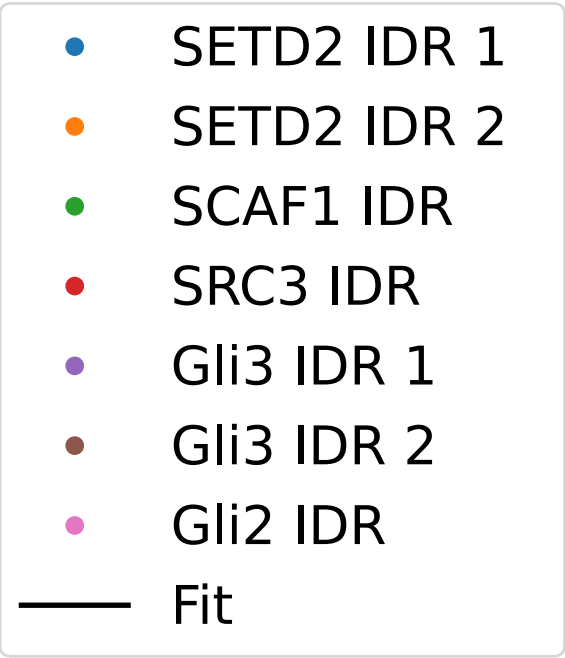 SETD2 IDR 1
SETD2 IDR 2
SCAF1 IDR
SRC3 IDR
Gli3 IDR 1
Gli3 IDR 2
Gli2 IDR
Fit